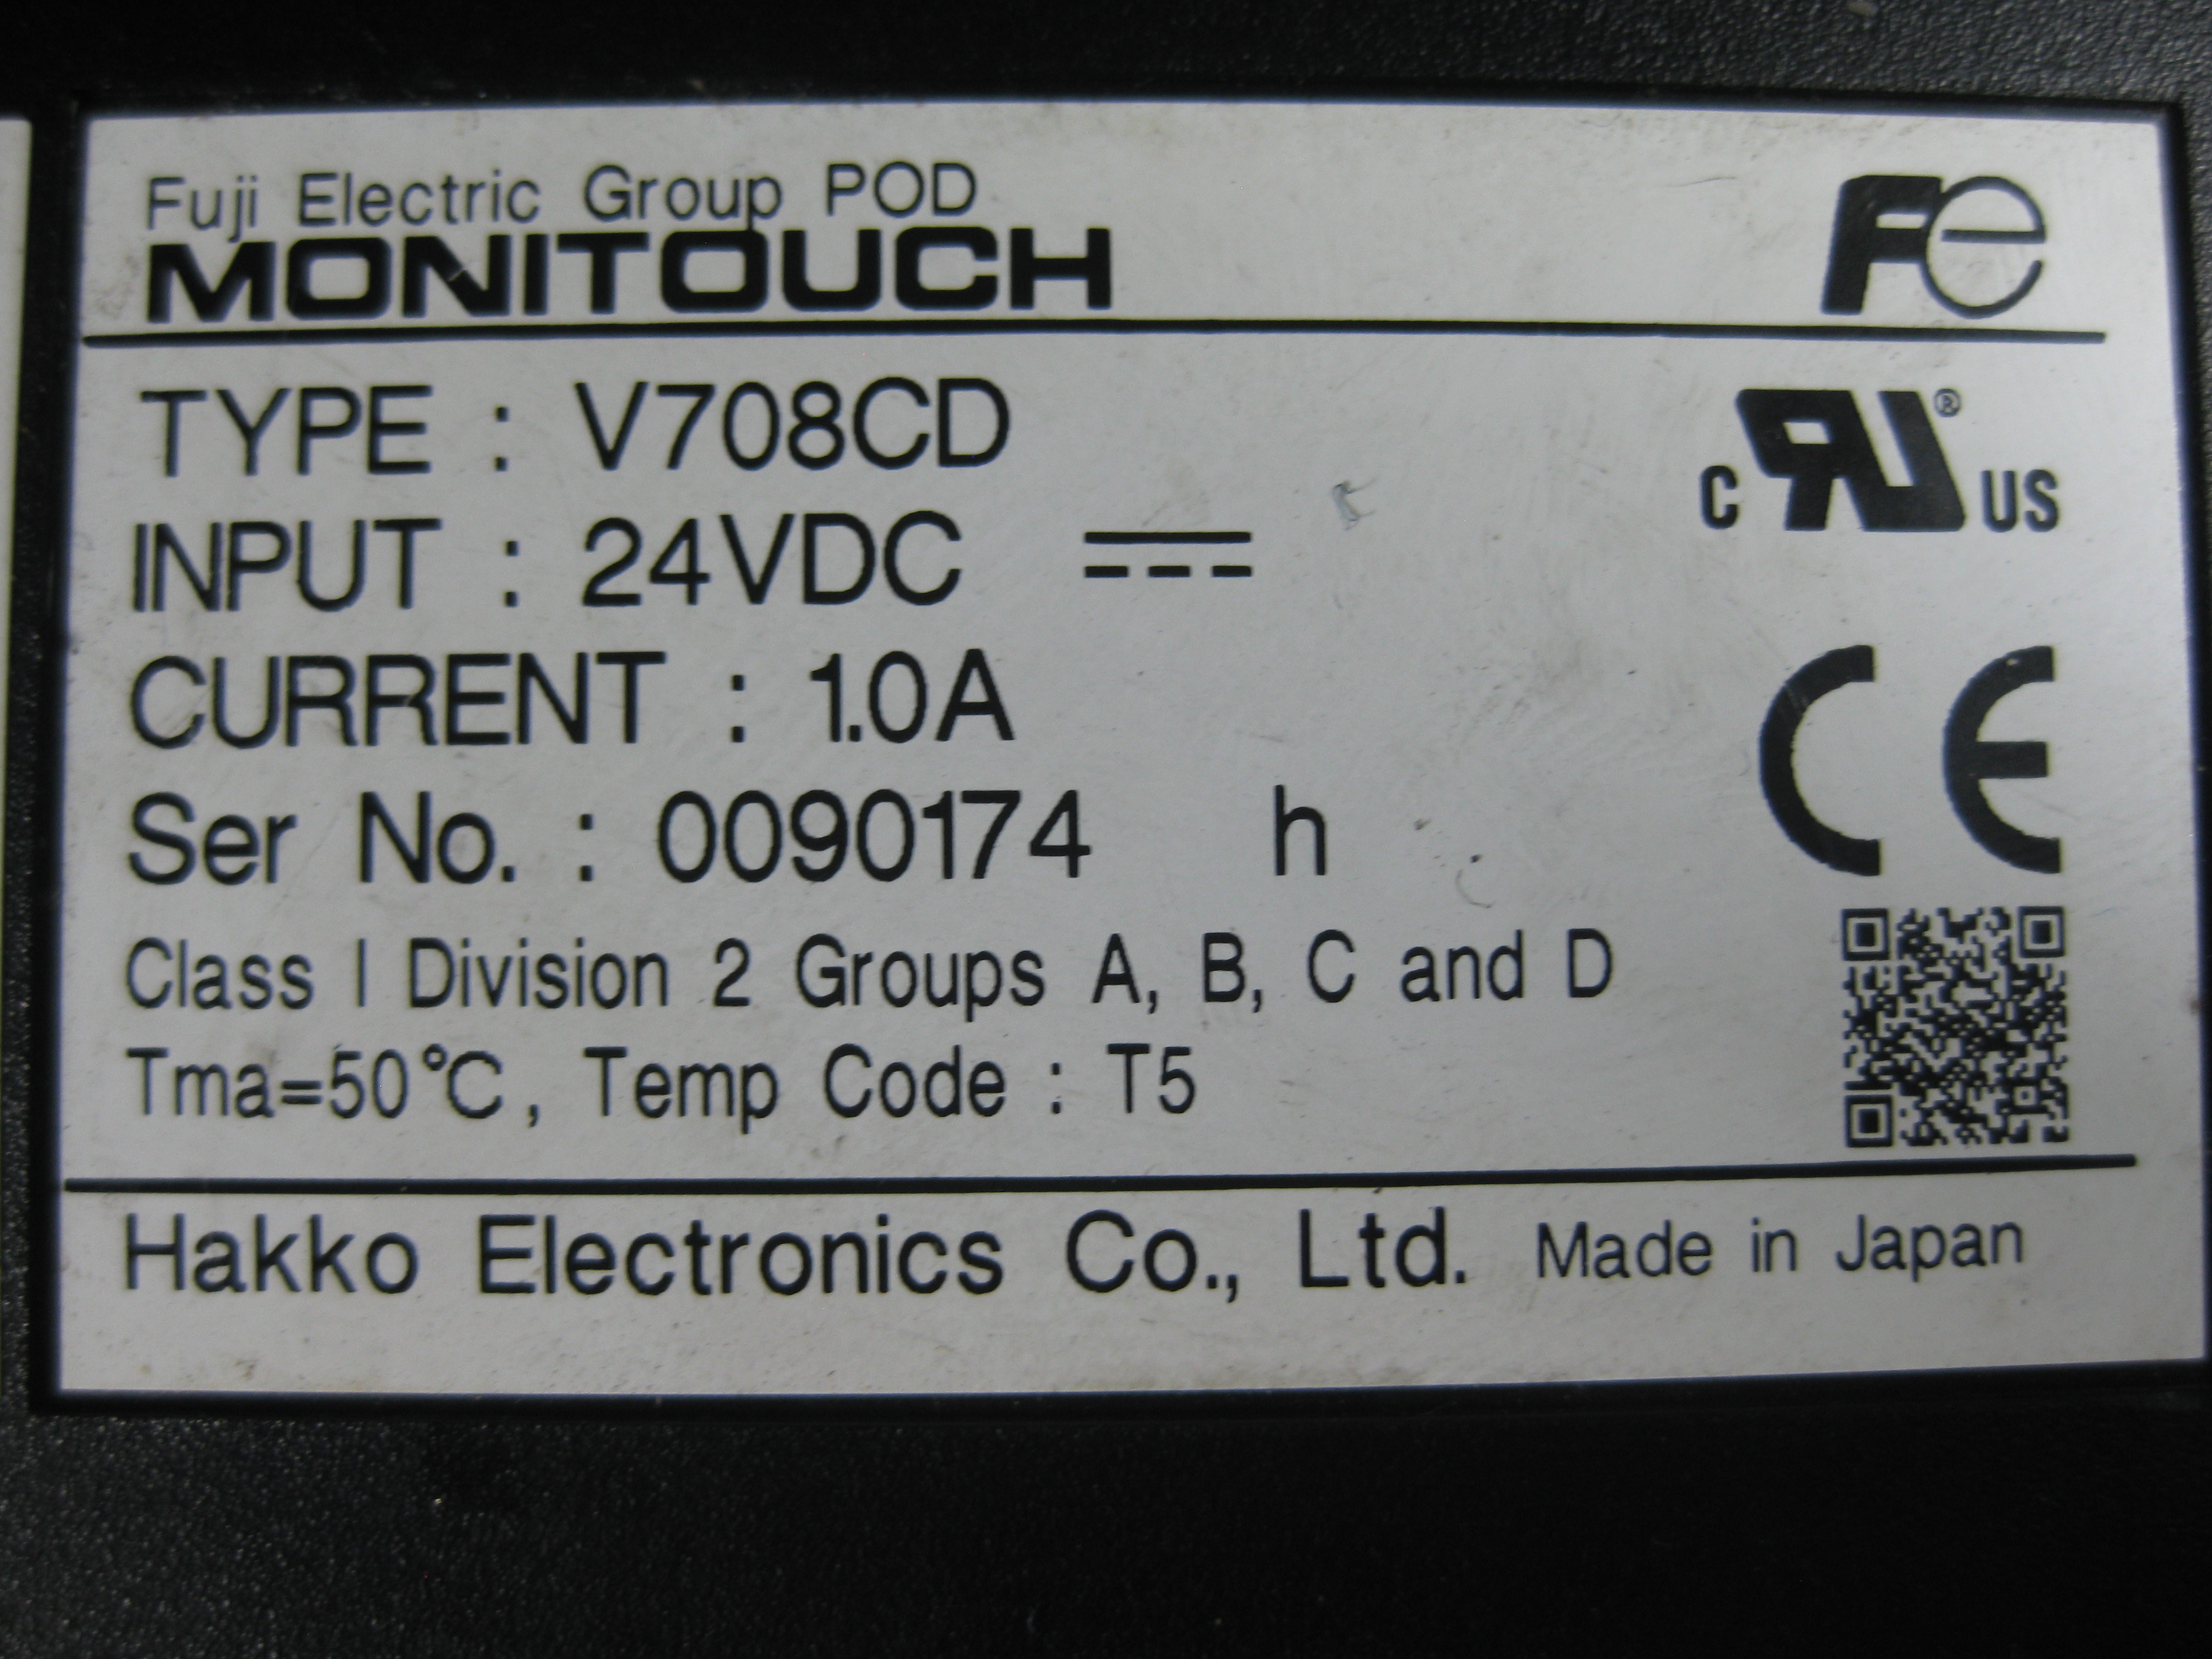 Fuji Electric Group POD
MONITOUCH
Fe
TYPE : V708CD
INPUT : 24VDC
CURRENT : 1.0A
Ser No. : 0090174 h
Class I Division 2 Groups A, B, C and D
Tma=50℃, Temp Code : T5
C RU® US
CE
Hakko Electronics Co., Ltd. Made in Japan